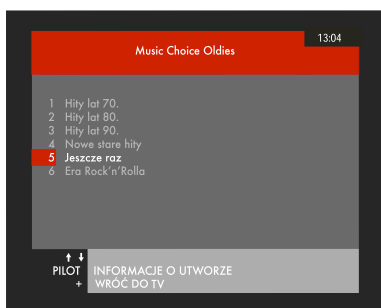 13:04
Music Choice Oldies
1 Hity lat 70.
2 Hity lat 80.
3 Hity lat 90.
4 Nowe stare hity
5 Jeszcze raz
6 Era Rock'n'Rolla
↑ ↓
PILOT INFORMACJE O UTWORZE
+ WRÓĆ DO TV